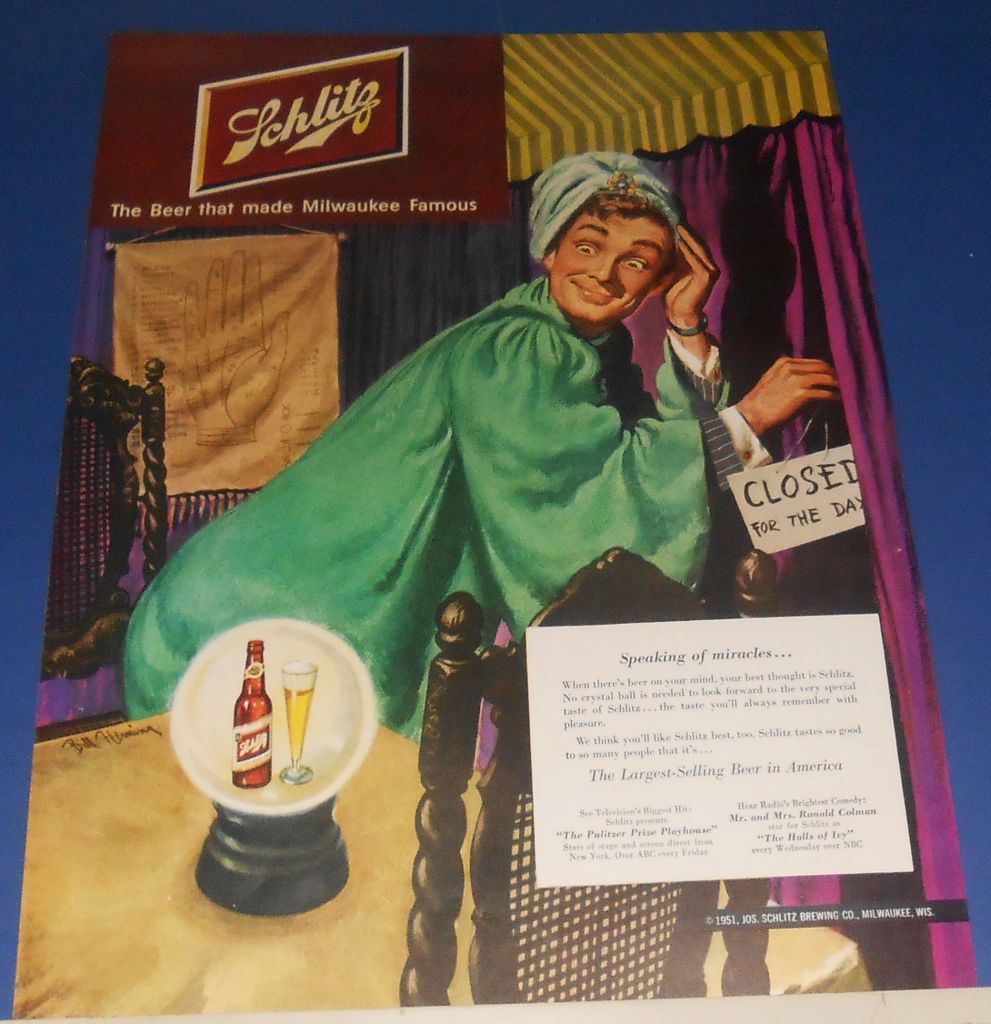 Schlitz
The Beer that made Milwaukee Famous
CLOSED
FOR THE DAY
Schlitz
Speaking of miracles...
When there's beer on your mind, your best thought is Schlitz.
No crystal ball is needed to look forward to the very special
taste of Schlitz...the taste you'll always remember with
pleasure.
We think you'll like Schlitz best, too. Schlitz tastes so good
to so many people that it's...
The Largest-Selling Beer in America
See Television's Biggest Hit:
Schlitz presents
"The Pulitzer Prize Playhouse"
Stars of stage and screen direct from
New York. Over ABC every Friday
Hear Radio's Brightest Comedy:
Mr. and Mrs. Ronald Colman
star for Schlitz as
"The Halls of Ivy"
every Wednesday over NBC
© 1951, JOS. SCHLITZ BREWING CO., MILWAUKEE, WIS.